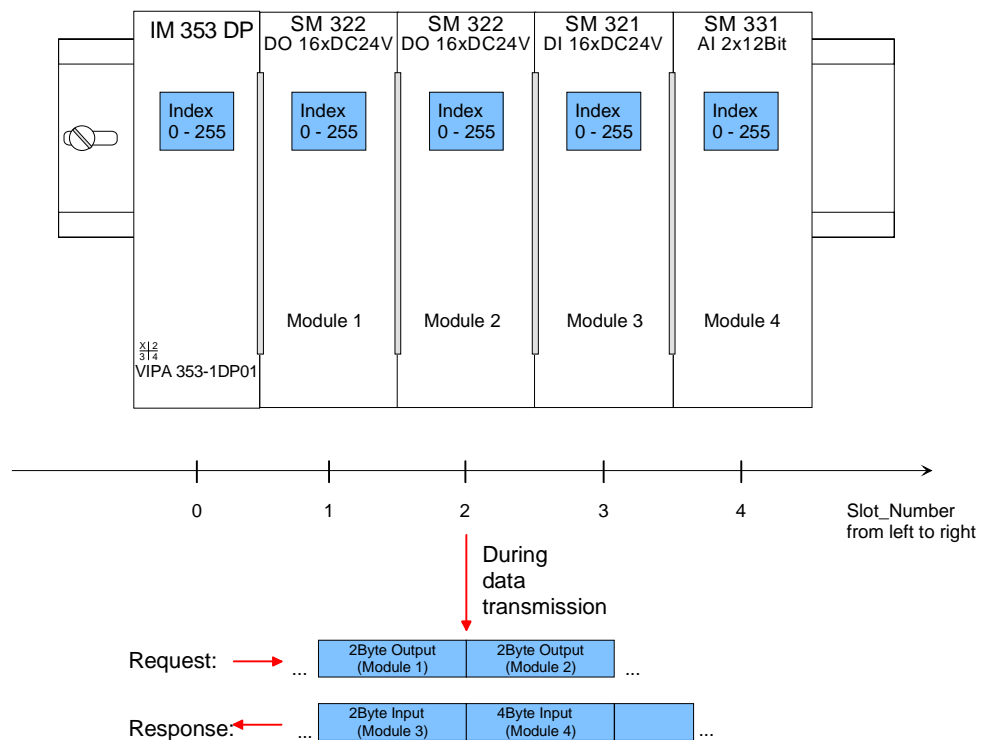 IM 353 DP
SM 322
DO 16xDC24V
SM 322
DO 16xDC24V
SM 321
DI 16xDC24V
SM 331
AI 2x12Bit
Index
0 - 255
Index
0 - 255
Index
0 - 255
Index
0 - 255
Index
0 - 255
Module 1
Module 2
Module 3
Module 4
X 2
3 4
VIPA 353-1DP01
0
1
2
3
4
Slot_Number
from left to right
During
data
transmission
Request:
...
2Byte Output
(Module 1)
2Byte Output
(Module 2)
...
Response:
...
2Byte Input
(Module 3)
4Byte Input
(Module 4)
...